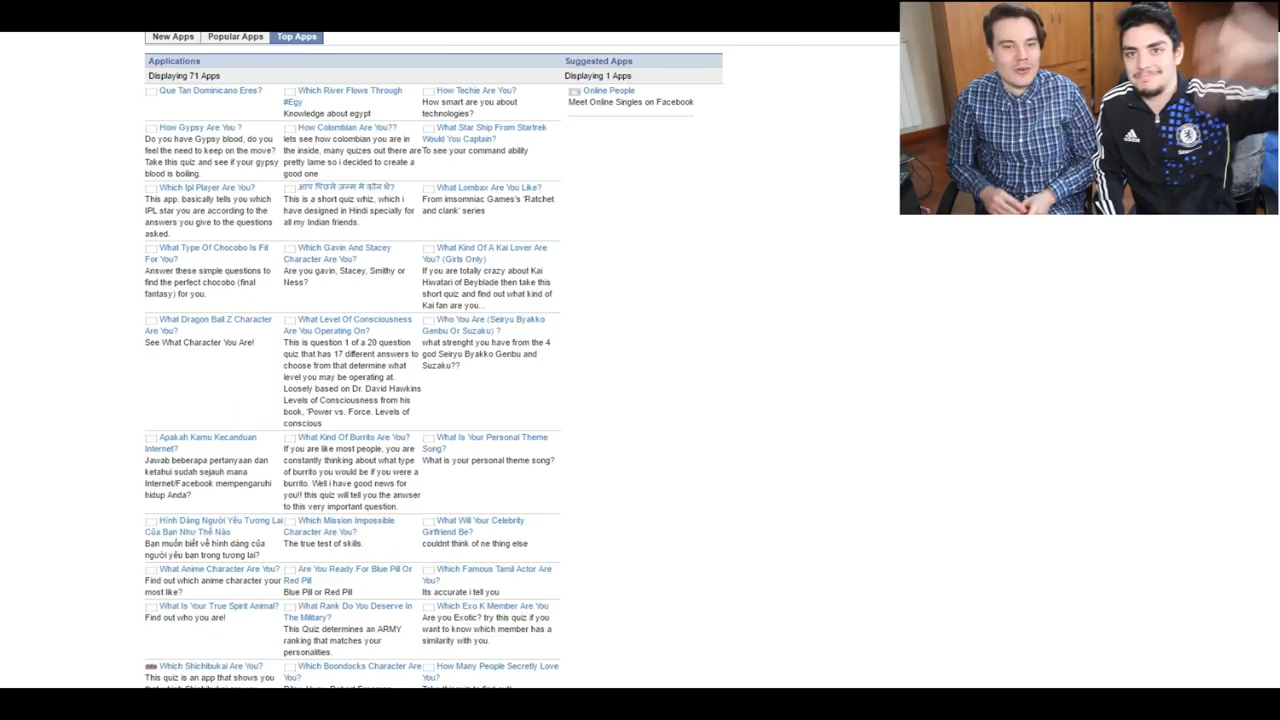 New Apps
Popular Apps
Top Apps
Applications
Displaying 71 Apps
Que Tan Dominicano Eres?
Which River Flows Through
#Egy
Knowledge about egypt
How Techie Are You?
How smart are you about
technologies?
How Gypsy Are You ?
Do you have Gypsy blood, do you
feel the need to keep on the move?
Take this quiz and see if your gypsy
blood is boiling.
How Colombian Are You??
lets see how colombian you are in
the inside, many quizes out there are
pretty lame so i decided to create a
good one
What Star Ship From Startrek
Would You Captain?
To see your command ability
Which Ipl Player Are You?
This app. basically tells you which
IPL star you are according to the
answers you give to the questions
asked.
आप पिछले जन्म मे कौन थे?
This is a short quiz whiz, which i
have designed in Hindi specially for
all my Indian friends.
What Lombax Are You Like?
From insomniac Games's 'Ratchet
and clank' series
What Type Of Chocobo Is Fit
For You?
Answer these simple questions to
find the perfect chocobo (final
fantasy) for you.
Which Gavin And Stacey
Character Are You?
Are you gavin, Stacey, Smithy or
Ness?
What Kind Of A Kai Lover Are
You? (Girls Only)
If you are totally crazy about Kai
Hiwatari of Beyblade then take this
short quiz and find out what kind of
Kai fan are you...
What Dragon Ball Z Character
Are You?
See What Character You Are!
What Level Of Consciousness
Are You Operating On?
This is question 1 of a 20 question
quiz that has 17 different answers to
choose from that determine what
level you may be operating at.
Loosely based on Dr. David Hawkins
Levels of Consciousness from his
book, 'Power vs. Force. Levels of
conscious
Who You Are (Seiryu Byakko
Genbu Or Suzaku) ?
what strenght you have from the 4
god Seiryu Byakko Genbu and
Suzaku??
Apakah Kamu Kecanduan
Internet?
Jawab beberapa pertanyaan dan
ketahui sudah sejauh mana
Internet/Facebook mempengaruhi
hidup Anda?
What Kind Of Burrito Are You?
If you are like most people, you are
constantly thinking about what type
of burrito you would be if you were a
burrito. Well i have good news for
you!! this quiz will tell you the anwser
to this very important question.
What Is Your Personal Theme
Song?
What is your personal theme song?
Hình Dáng Người Yêu Tương Lai
Của Bạn Như Thế Nào
Bạn muốn biết về hình dáng của
người yêu bạn trong tương lai?
Which Mission Impossible
Character Are You?
The true test of skills.
What Will Your Celebrity
Girlfriend Be?
couldnt think of ne thing else
What Anime Character Are You?
Find out which anime character your
most like?
Are You Ready For Blue Pill Or
Red Pill
Blue Pill or Red Pill
Which Famous Tamil Actor Are
You?
Its accurate i tell you
What Is Your True Spirit Animal?
Find out who you are!
What Rank Do You Deserve In
The Military?
This Quiz determines an ARMY
ranking that matches your
personalities.
Which Exo K Member Are You
Are you Exotic? try this quiz if you
want to know which member has a
similarity with you.
Which Shichibukai Are You?
This quiz is an app that shows you
Which Boondocks Character Are
You?
How Many People Secretly Love
You?
Suggested Apps
Displaying 1 Apps
Online People
Meet Online Singles on Facebook
adidas